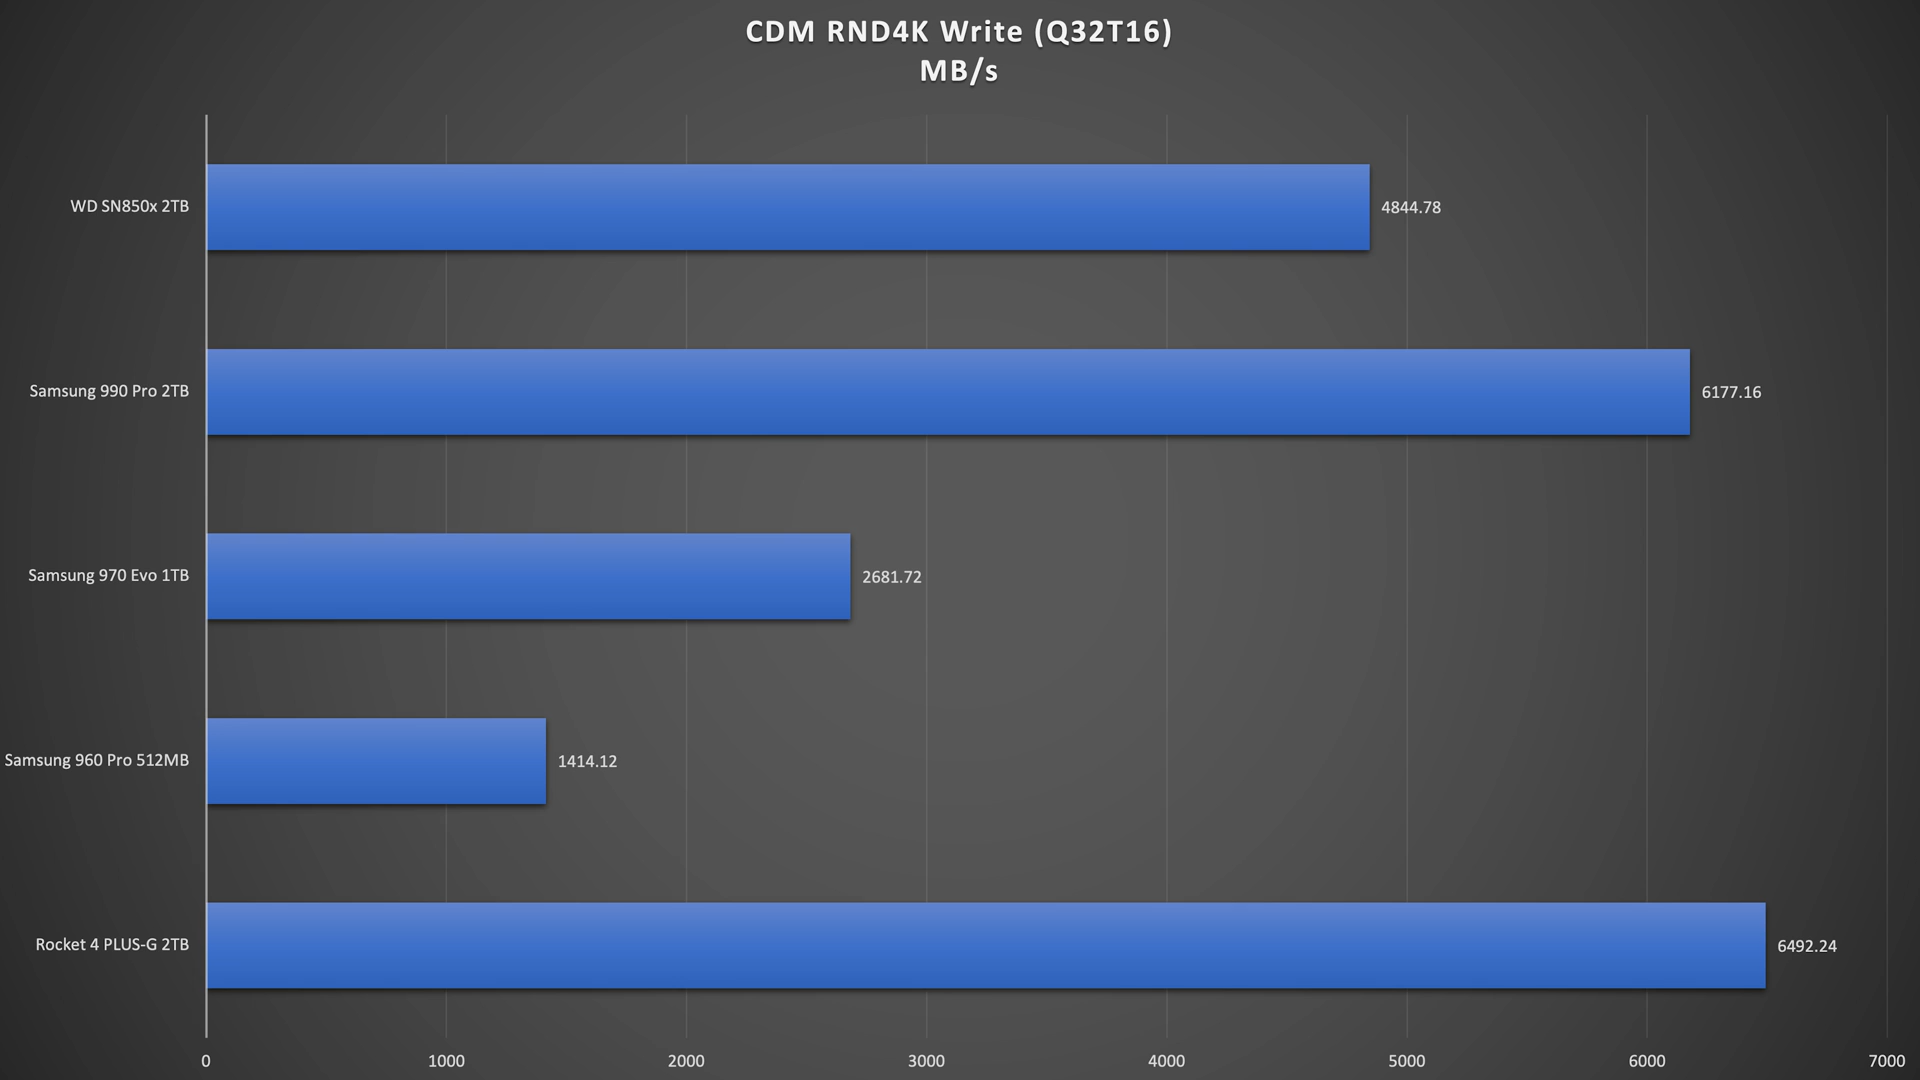 CDM RND4K Write (Q32T16)
MB/s
WD SN850x 2TB
4844.78
Samsung 990 Pro 2TB
6177.16
Samsung 970 Evo 1TB
2681.72
Samsung 960 Pro 512MB
1414.12
Rocket 4 PLUS-G 2TB
6492.24
0 1000 2000 3000 4000 5000 6000 7000